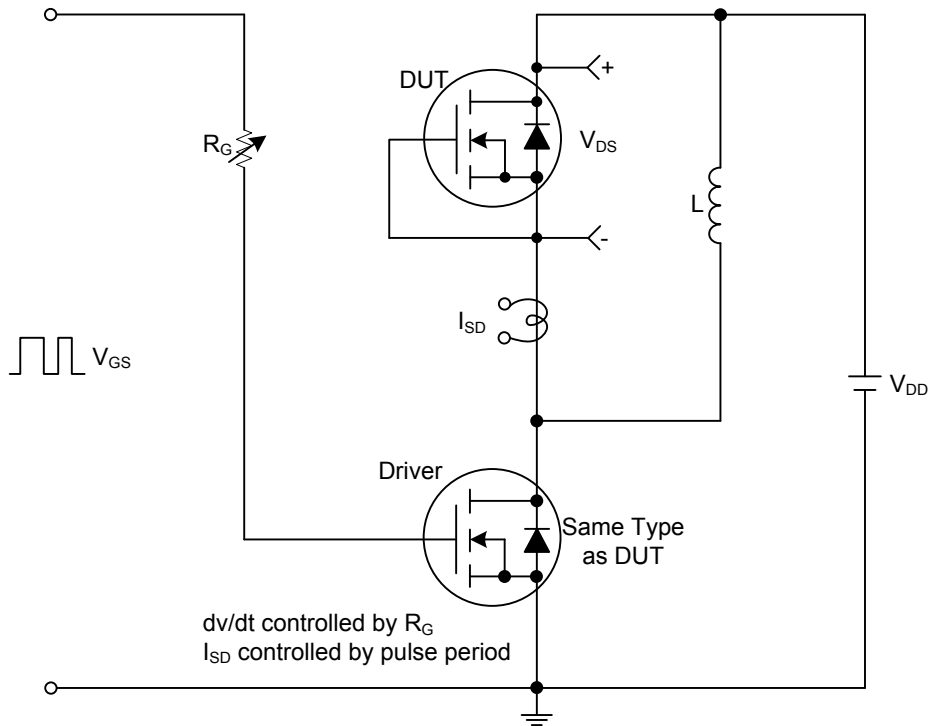 +
DUT
R_G
V_DS
L
-
I_SD
V_GS
V_DD
Driver
Same Type
as DUT
dv/dt controlled by R_G
I_SD controlled by pulse period